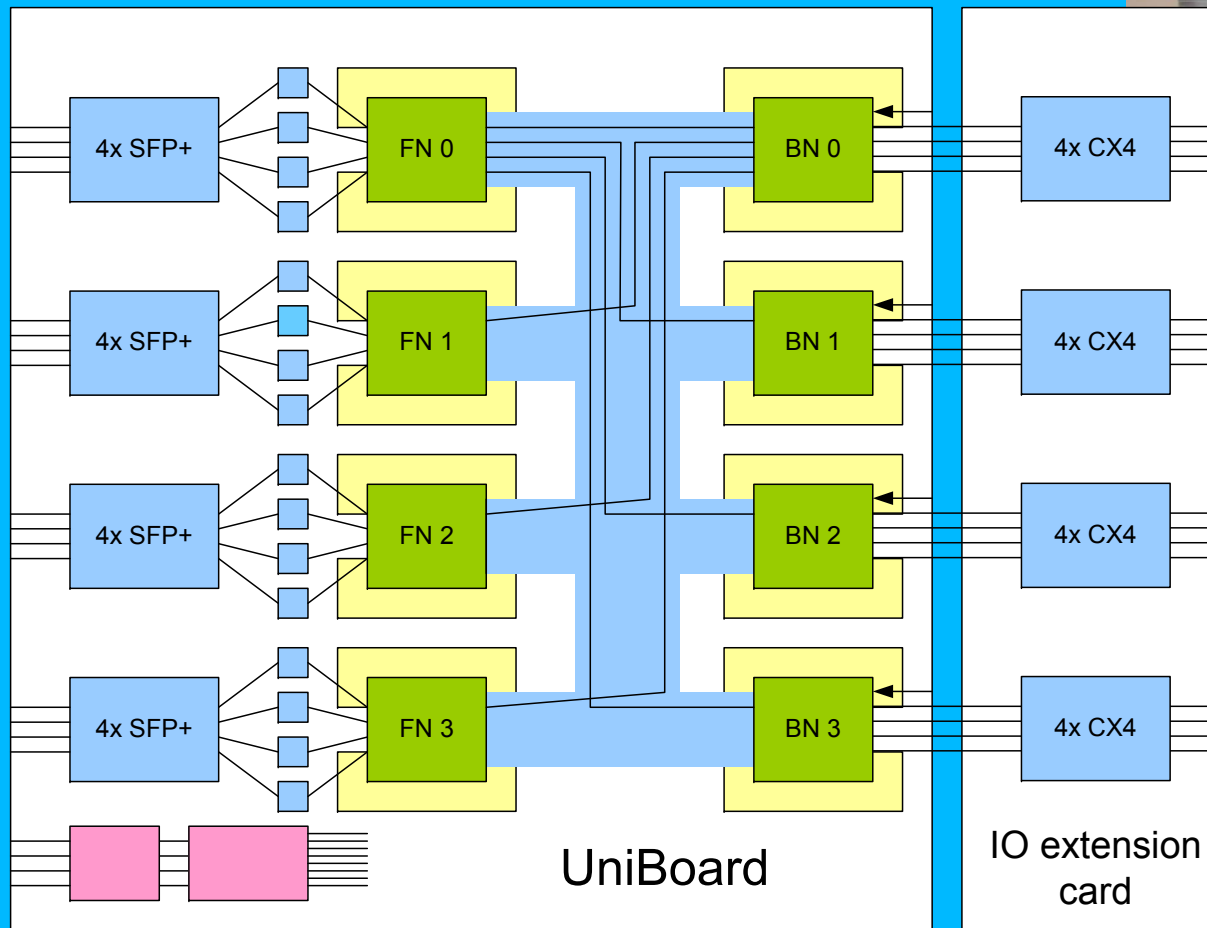 4x SFP+ FN 0 BN 0 4x CX4
4x SFP+ FN 1 BN 1 4x CX4
4x SFP+ FN 2 BN 2 4x CX4
4x SFP+ FN 3 BN 3 4x CX4
UniBoard
IO extension
card